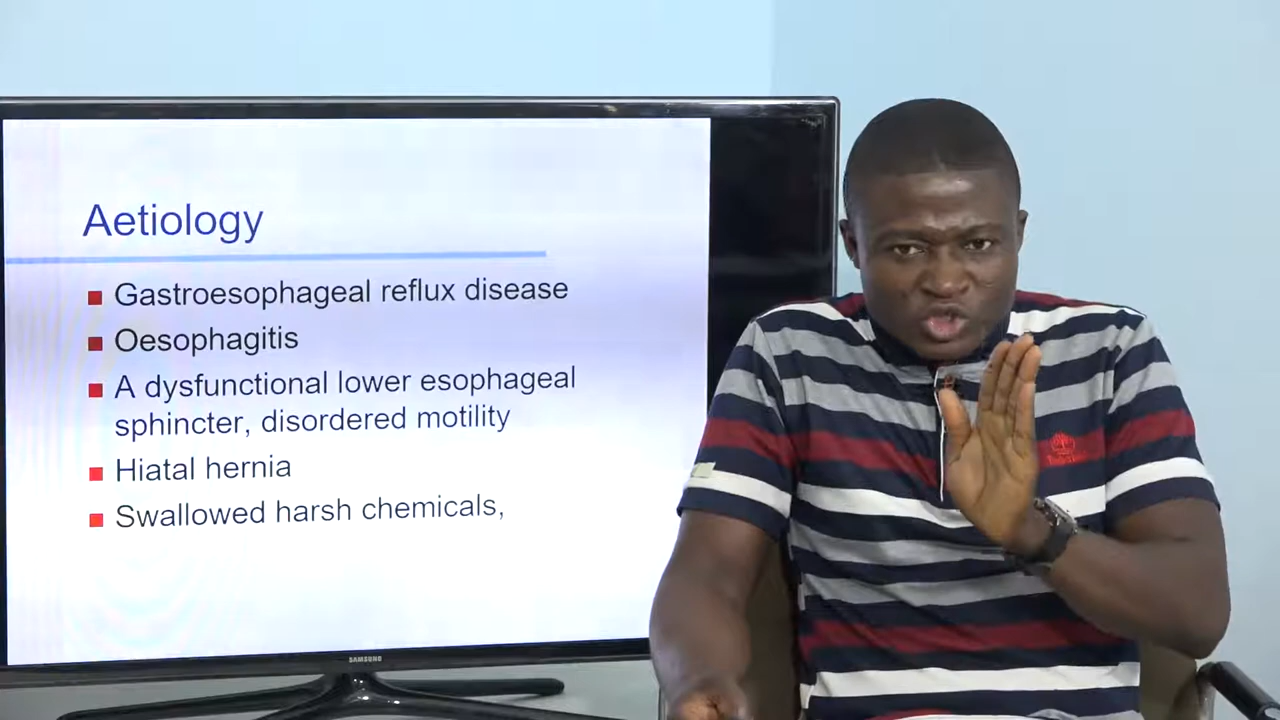 Aetiology
Gastroesophageal reflux disease
Oesophagitis
A dysfunctional lower esophageal
sphincter, disordered motility
Hiatal hernia
Swallowed harsh chemicals,
SAMSUNG